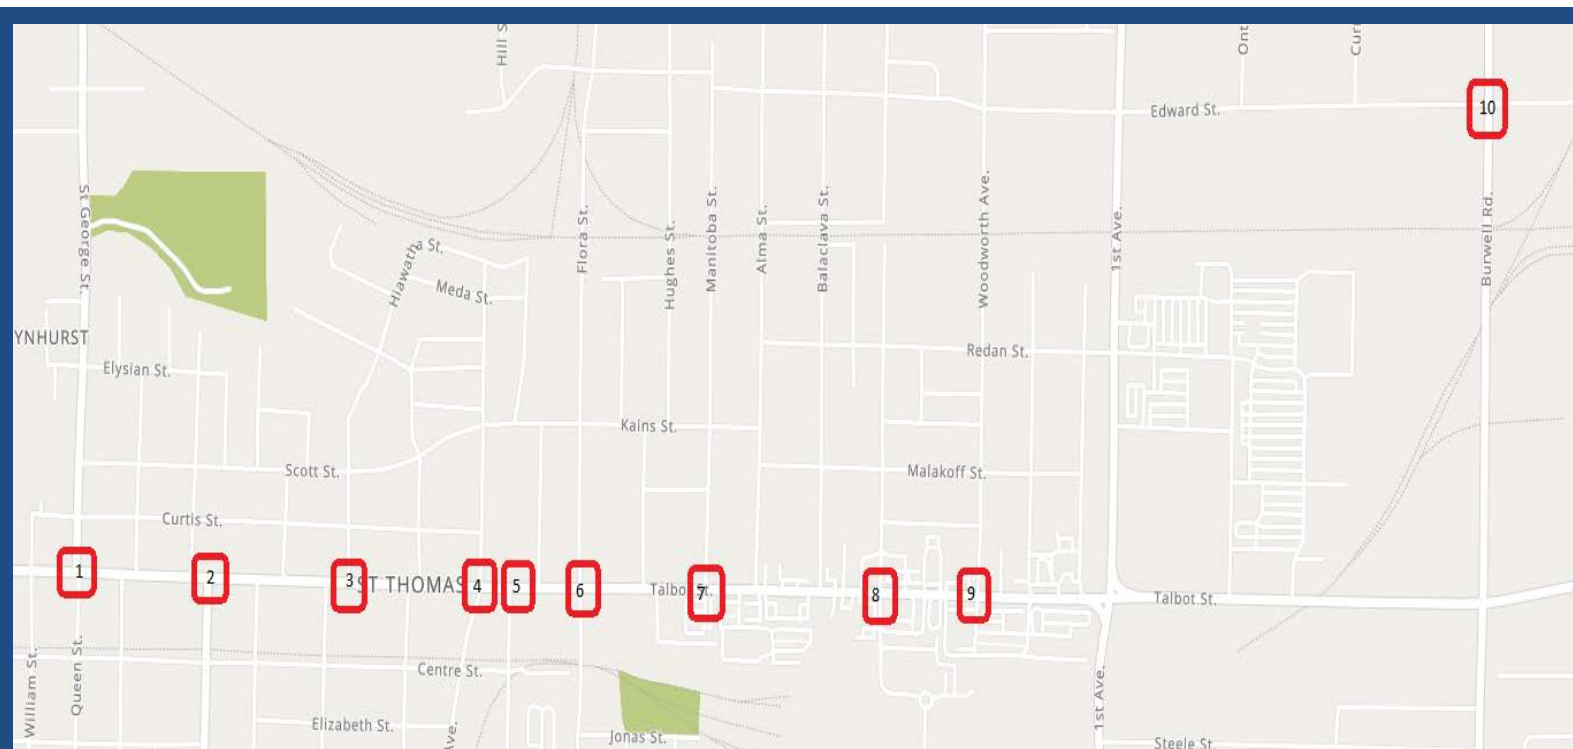 Hill S
Ont
Cur
10
Edward St.
St George St.
Flora St.
Hughes St.
Manitoba St.
Alma St.
Balaclava St.
Woodworth Ave.
1st Ave.
Burwell Rd.
Hiawatha St.
Meda St.
YNHURST
Elysian St.
Redan St.
Kains St.
Scott St.
Malakoff St.
Curtis St.
1
2
3
ST THOMAS
4
5
6
Talbot St.
7
8
9
Talbot St.
William St.
Queen St.
Centre St.
Elizabeth St.
Ave.
Jonas St.
1st Ave.
Steele St.